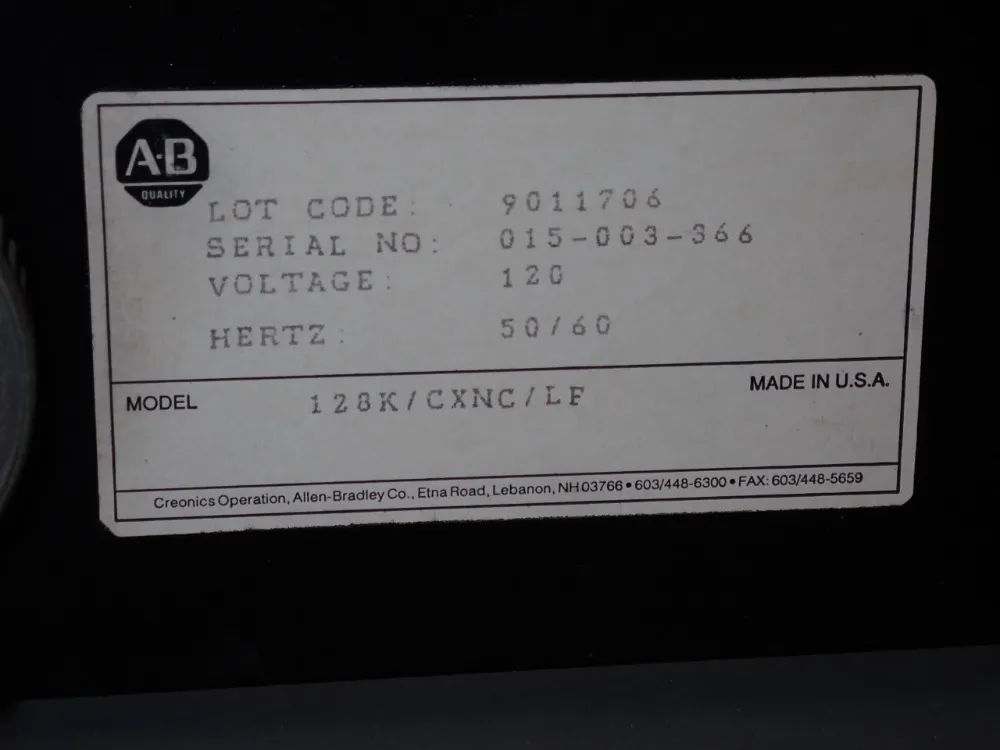 A-B
QUALITY
LOT CODE: 9011706
SERIAL NO: 015-003-366
VOLTAGE: 120
HERTZ: 50/60
MODEL 128K/CXNC/LF MADE IN U.S.A.
Creonics Operation, Allen-Bradley Co., Etna Road, Lebanon, NH 03766 • 603/448-6300 • FAX: 603/448-5659